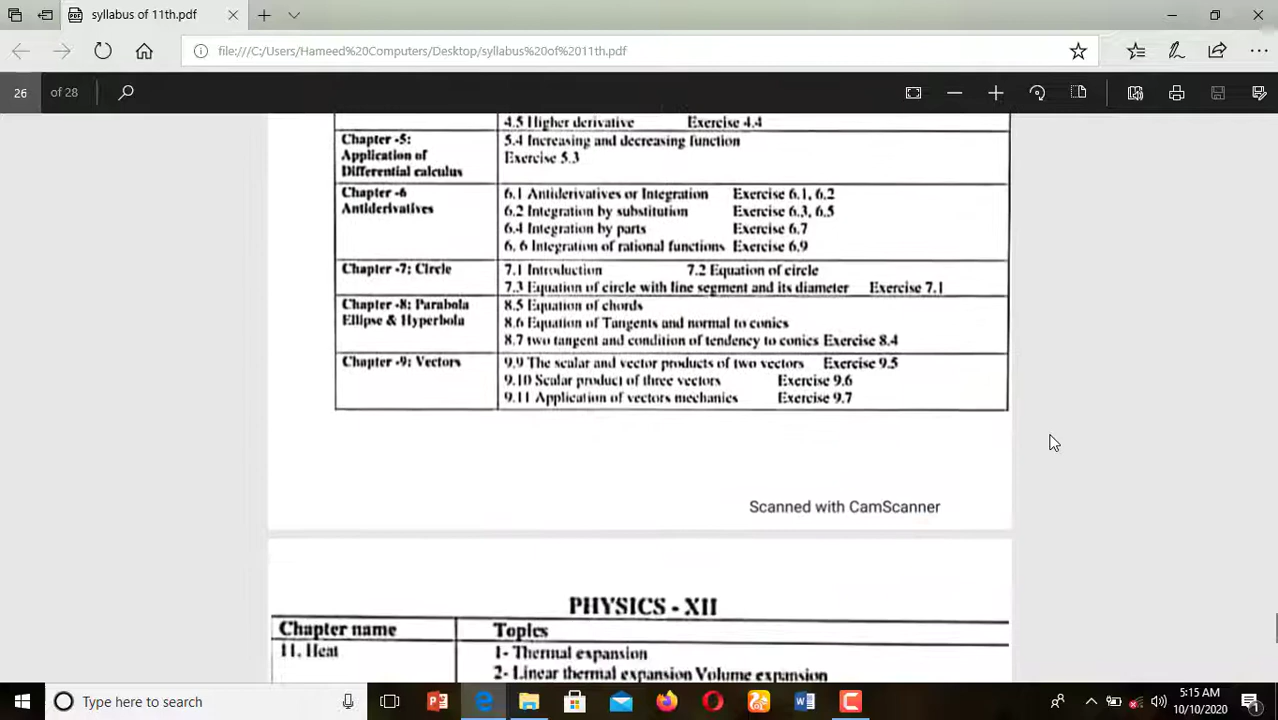 syllabus of 11th.pdf
file:///C:/Users/Hameed%20Computers/Desktop/syllabus%20of%2011th.pdf
26 of 28
4.5 Higher derivative Exercise 4.4
Chapter -5: 5.4 Increasing and decreasing function
Application of Exercise 5.3
Differential calculus
Chapter -6 6.1 Antiderivatives or Integration Exercise 6.1, 6.2
Antiderivatives 6.2 Integration by substitution Exercise 6.3, 6.5
6.4 Integration by parts Exercise 6.7
6. 6 Integration of rational functions Exercise 6.9
Chapter -7: Circle 7.1 Introduction 7.2 Equation of circle
7.3 Equation of circle with line segment and its diameter Exercise 7.1
Chapter -8: Parabola 8.5 Equation of chords
Ellipse & Hyperbola 8.6 Equation of Tangents and normal to conics
8.7 two tangent and condition of tendency to conics Exercise 8.4
Chapter -9: Vectors 9.9 The scalar and vector products of two vectors Exercise 9.5
9.10 Scalar product of three vectors Exercise 9.6
9.11 Application of vectors mechanics Exercise 9.7
Scanned with CamScanner
PHYSICS - XII
Chapter name Topics
11. Heat 1- Thermal expansion
2- Linear thermal expansion Volume expansion
Type here to search
5:15 AM
10/10/2020